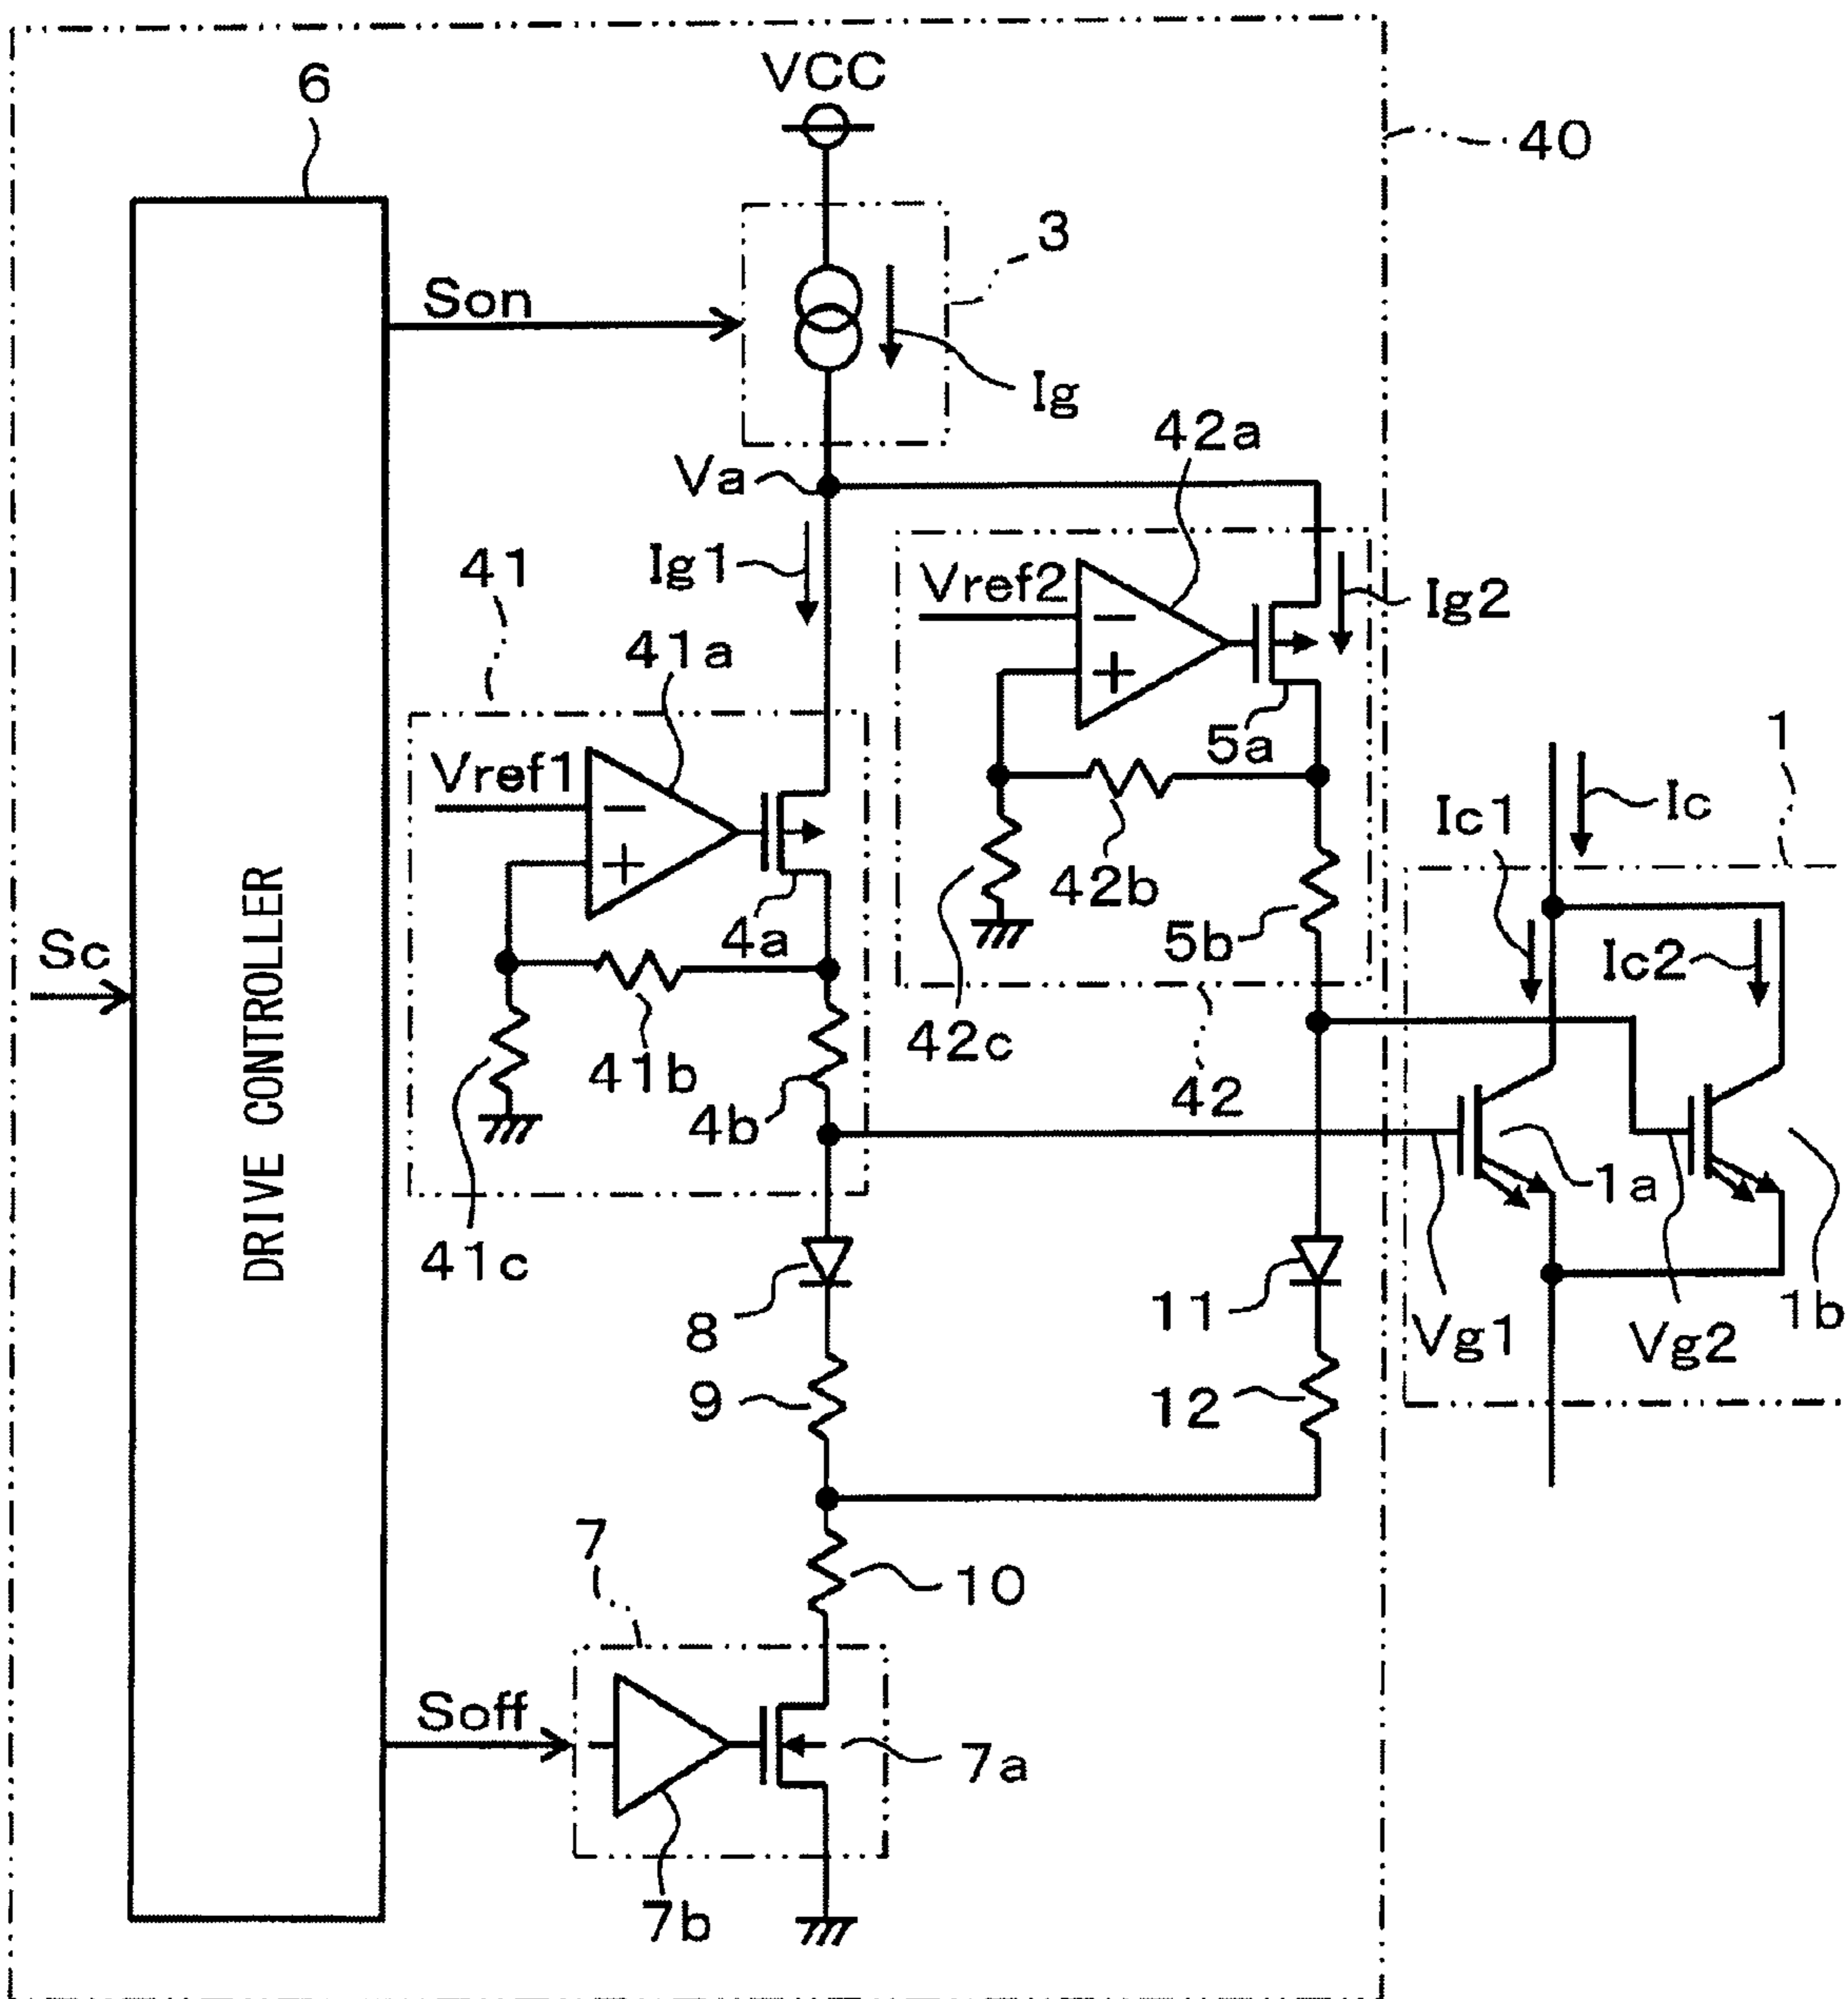 VCC
6
40
3
Son
Ig
42a
Va
Ig1
41
Vref2
−
+
Ig2
41a
5a
1
Vref1
−
+
Ic1
Ic
42b
4a
5b
Ic2
Sc
DRIVE CONTROLLER
42c
41b
42
4b
1a
41c
8
11
Vg1
Vg2
1b
9
12
7
10
Soff
7a
7b